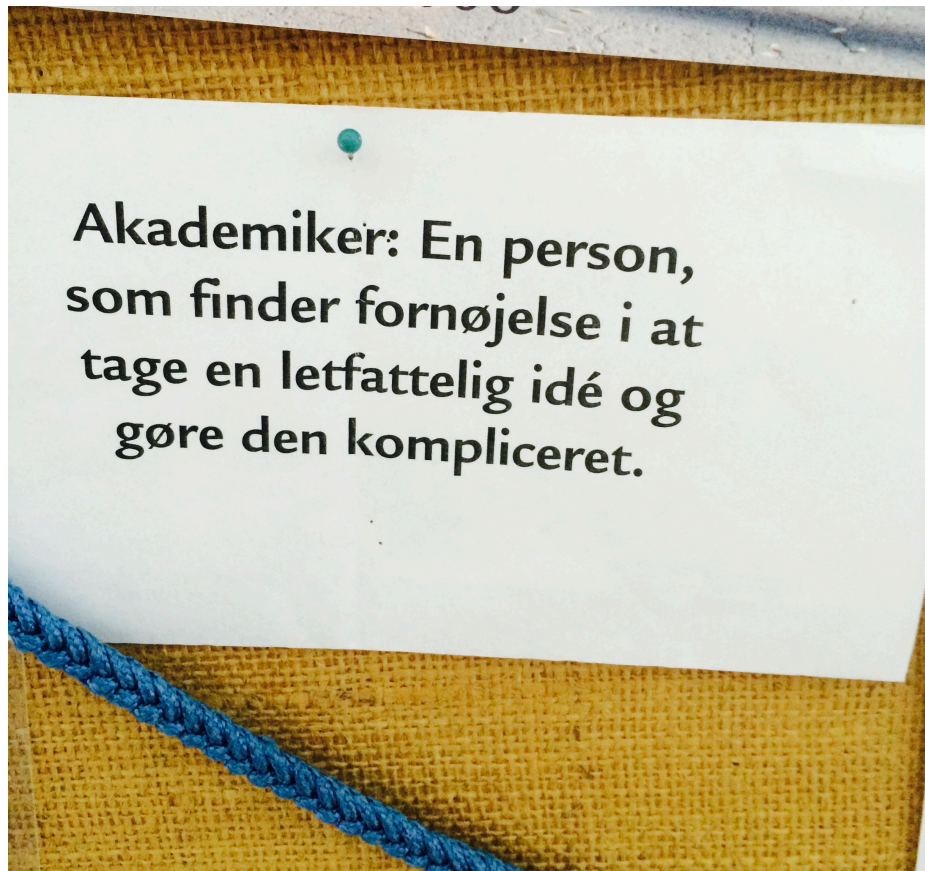 Akademiker: En person,
som finder fornøjelse i at
tage en letfattelig idé og
gøre den kompliceret.